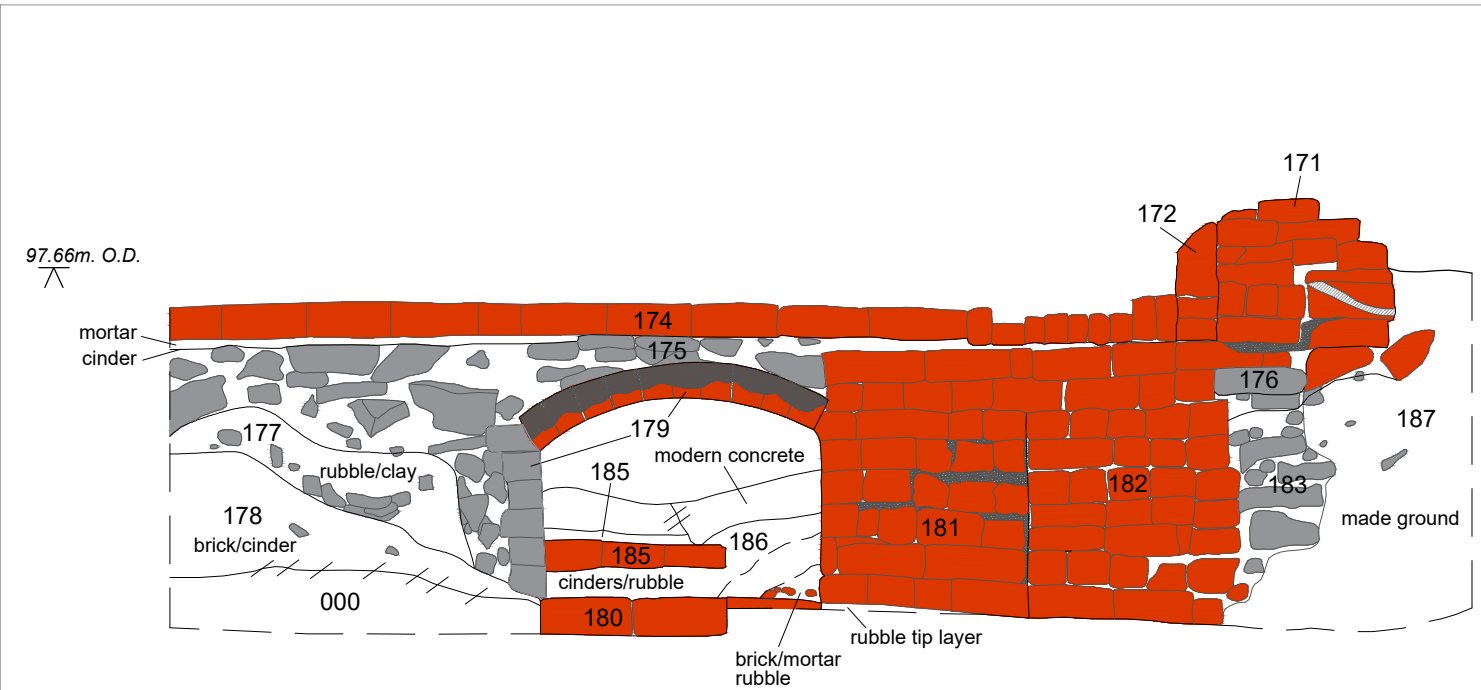 171
172
97.66m. O.D.
174
mortar
cinder
175
176
177
179
187
modern concrete
rubble/clay
185
182
183
178
brick/cinder
181
made ground
186
185
cinders/rubble
000
180
rubble tip layer
brick/mortar
rubble